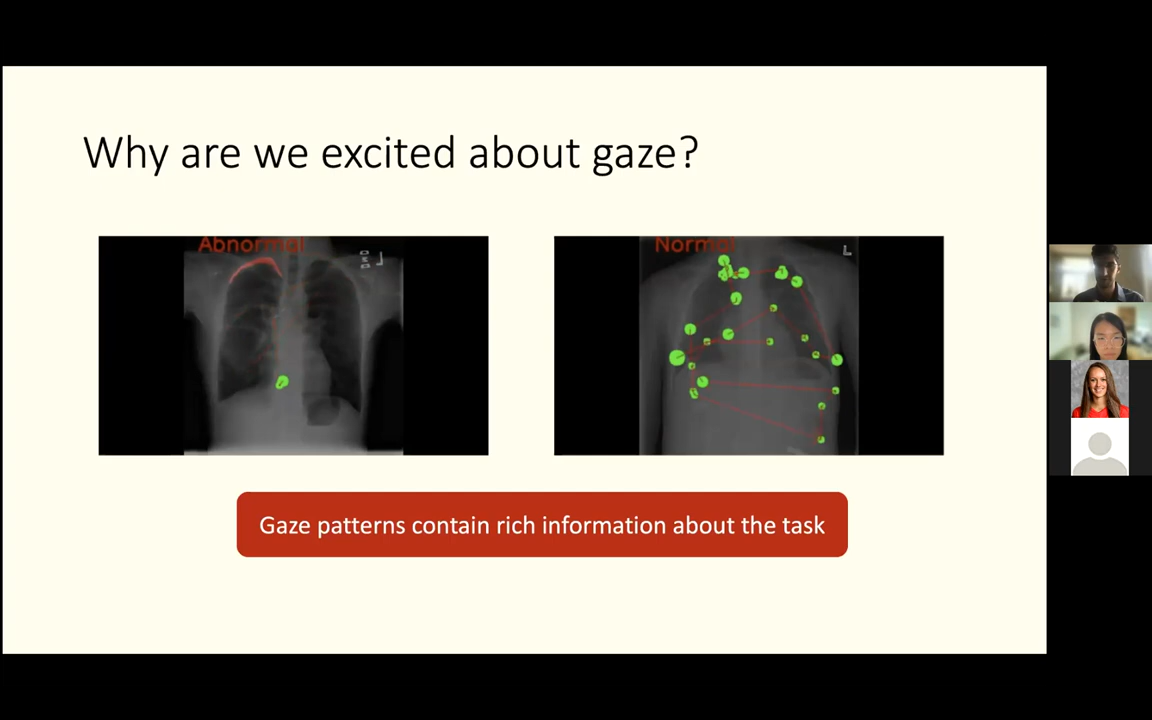 Why are we excited about gaze?
Abnormal
L
Normal
L
Gaze patterns contain rich information about the task